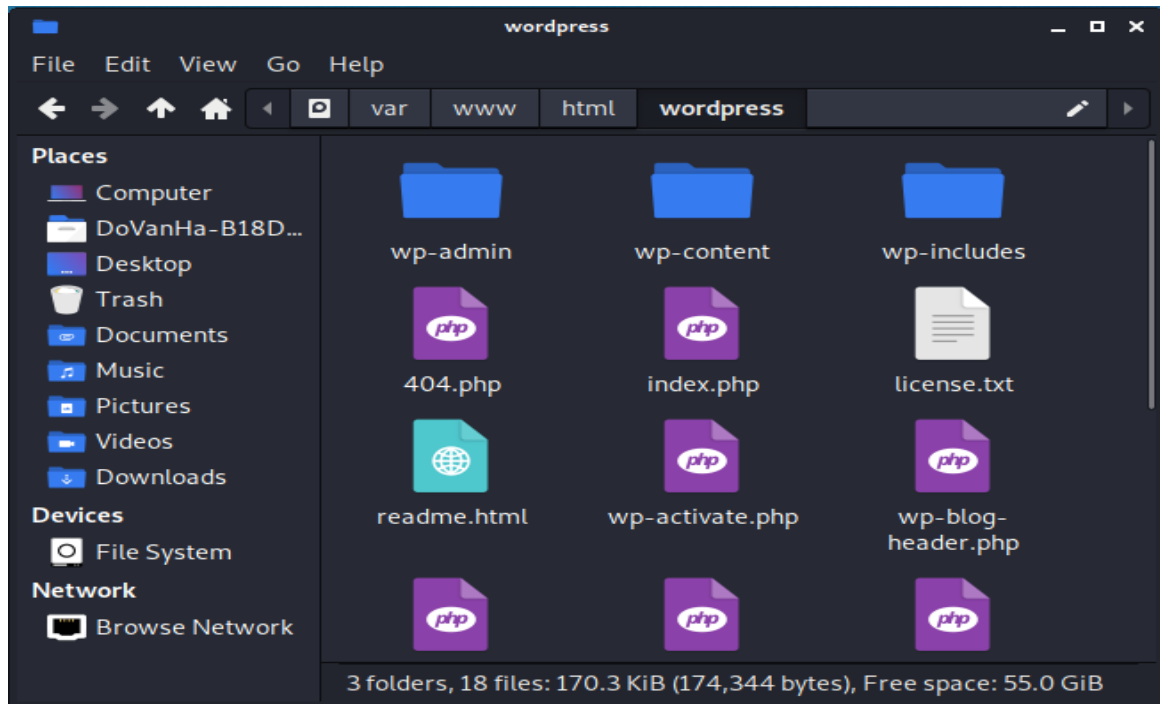 wordpress
File Edit View Go Help
var www html wordpress
Places
Computer
DoVanHa-B18D...
Desktop
Trash
Documents
Music
Pictures
Videos
Downloads
Devices
File System
Network
Browse Network
wp-admin wp-content wp-includes
php php
404.php index.php license.txt
php php
readme.html wp-activate.php wp-blog-
header.php
php php php
3 folders, 18 files: 170.3 KiB (174,344 bytes), Free space: 55.0 GiB